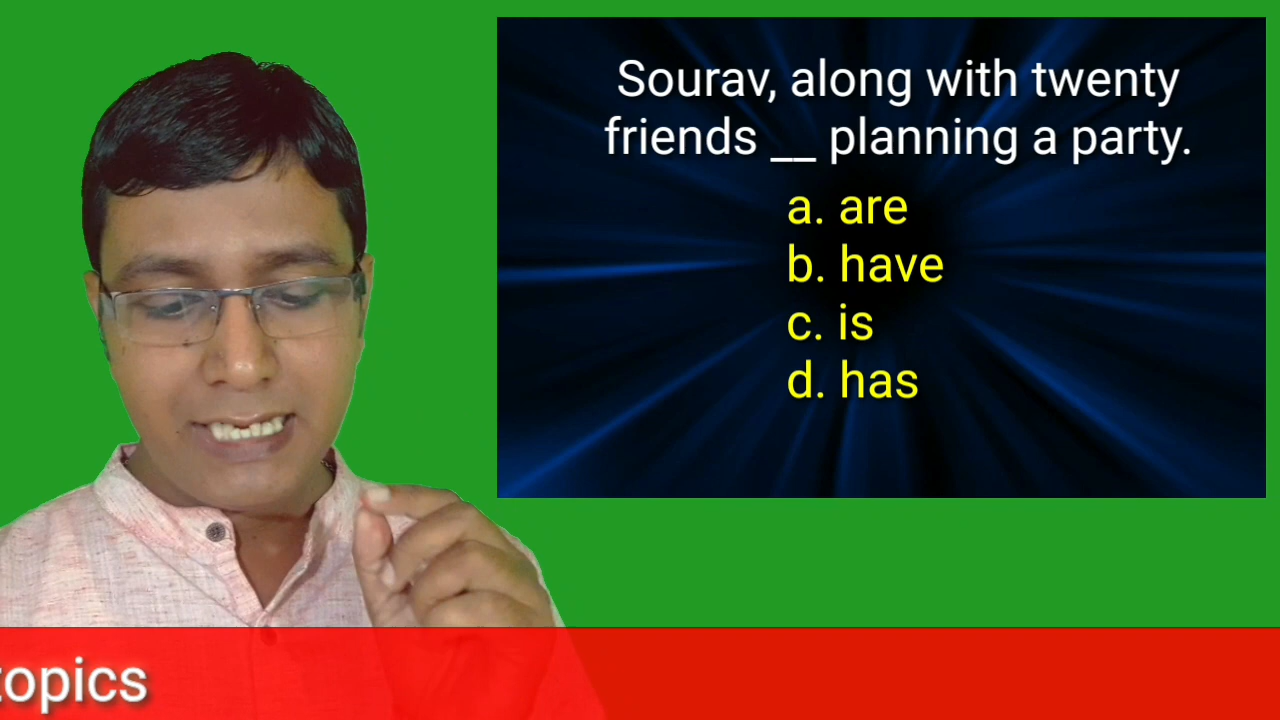 Sourav, along with twenty
friends __ planning a party.
a. are
b. have
c. is
d. has
topics